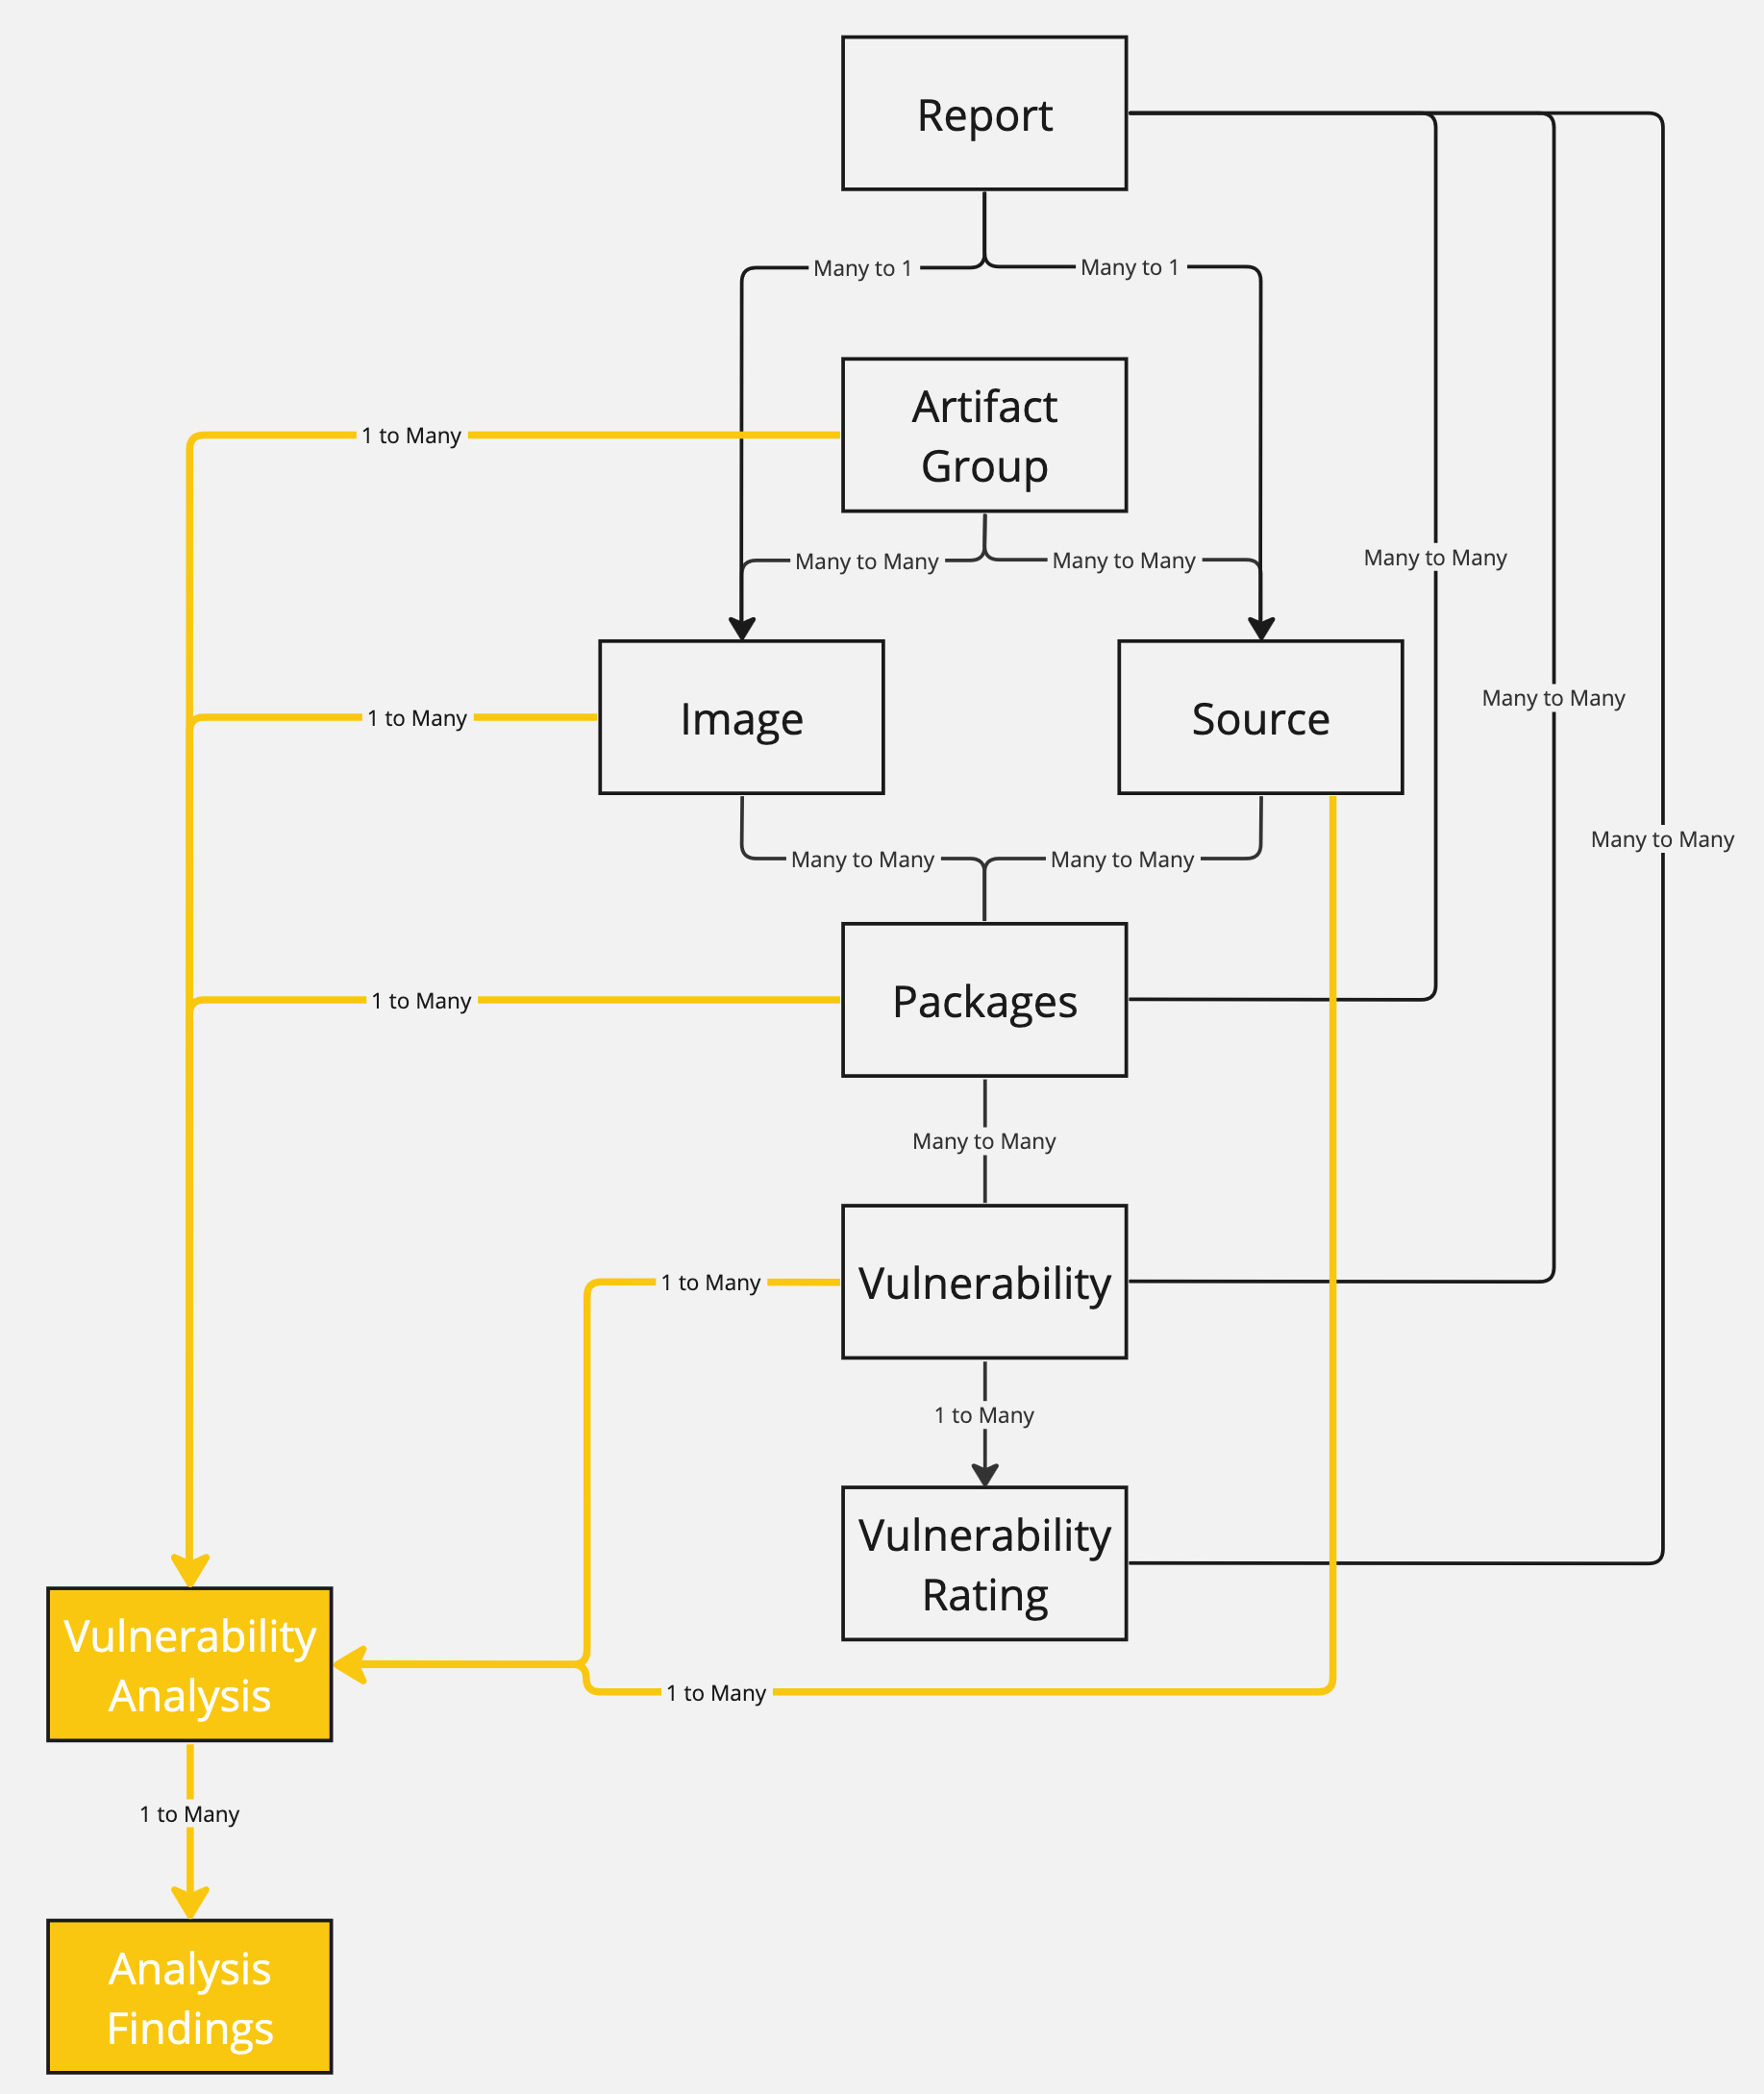 Report
Many to 1
Many to 1
Artifact
Group
1 to Many
Many to Many
Many to Many
Many to Many
Image
Source
1 to Many
Many to Many
Many to Many
Many to Many
Many to Many
Packages
1 to Many
Many to Many
Vulnerability
1 to Many
1 to Many
Vulnerability
Rating
Vulnerability
Analysis
1 to Many
1 to Many
Analysis
Findings